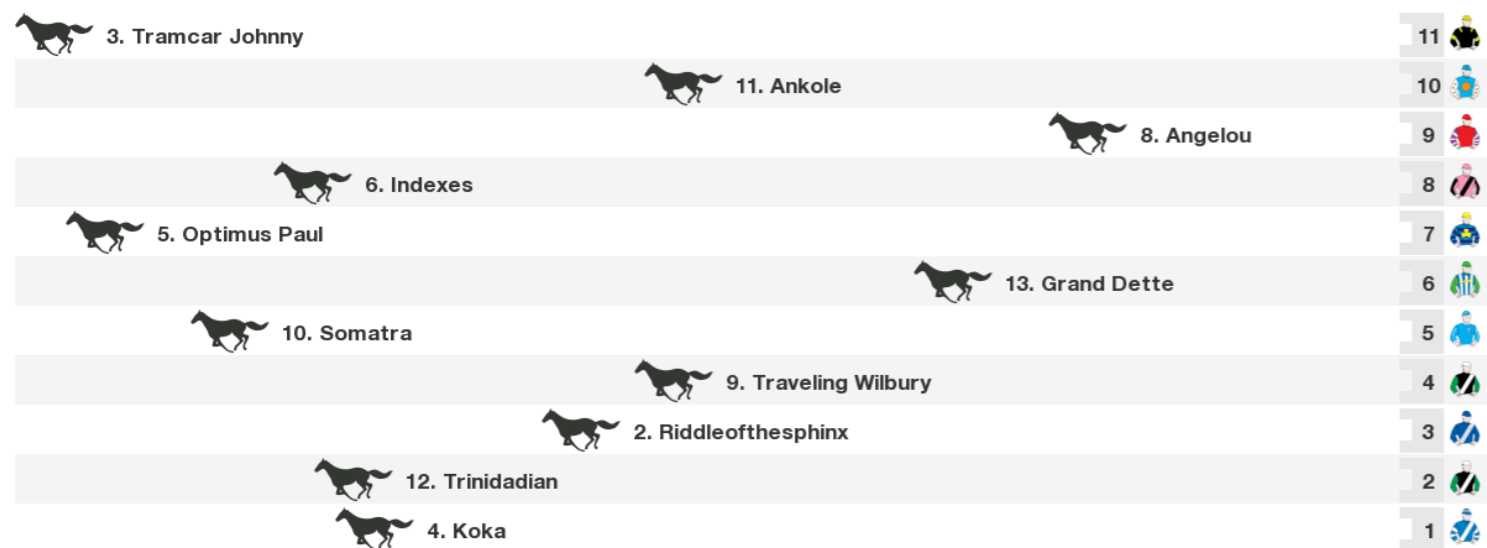 3. Tramcar Johnny 11
11. Ankole 10
8. Angelou 9
6. Indexes 8
5. Optimus Paul 7
13. Grand Dette 6
10. Somatra 5
9. Traveling Wilbury 4
2. Riddleofthesphinx 3
12. Trinidadian 2
4. Koka 1